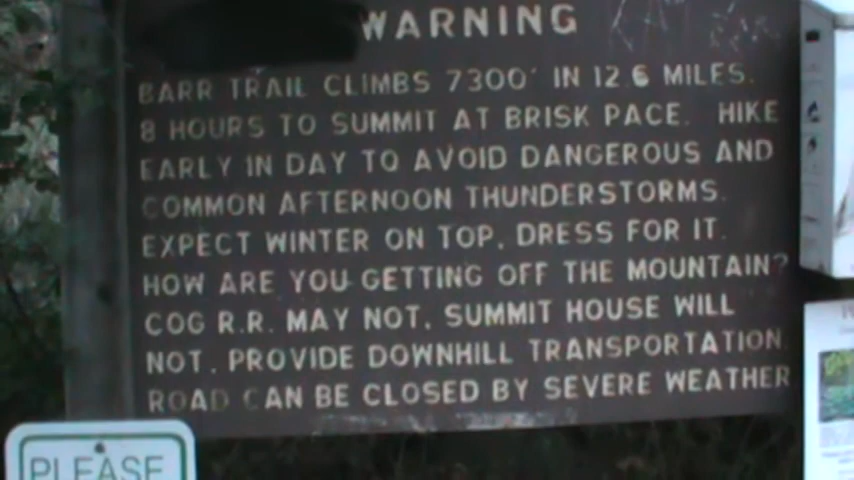 WARNING
BARR TRAIL CLIMBS 7300' IN 12.6 MILES.
8 HOURS TO SUMMIT AT BRISK PACE. HIKE
EARLY IN DAY TO AVOID DANGEROUS AND
COMMON AFTERNOON THUNDERSTORMS.
EXPECT WINTER ON TOP, DRESS FOR IT.
HOW ARE YOU GETTING OFF THE MOUNTAIN?
COG R.R. MAY NOT, SUMMIT HOUSE WILL
NOT, PROVIDE DOWNHILL TRANSPORTATION.
ROAD CAN BE CLOSED BY SEVERE WEATHER
PLEASE